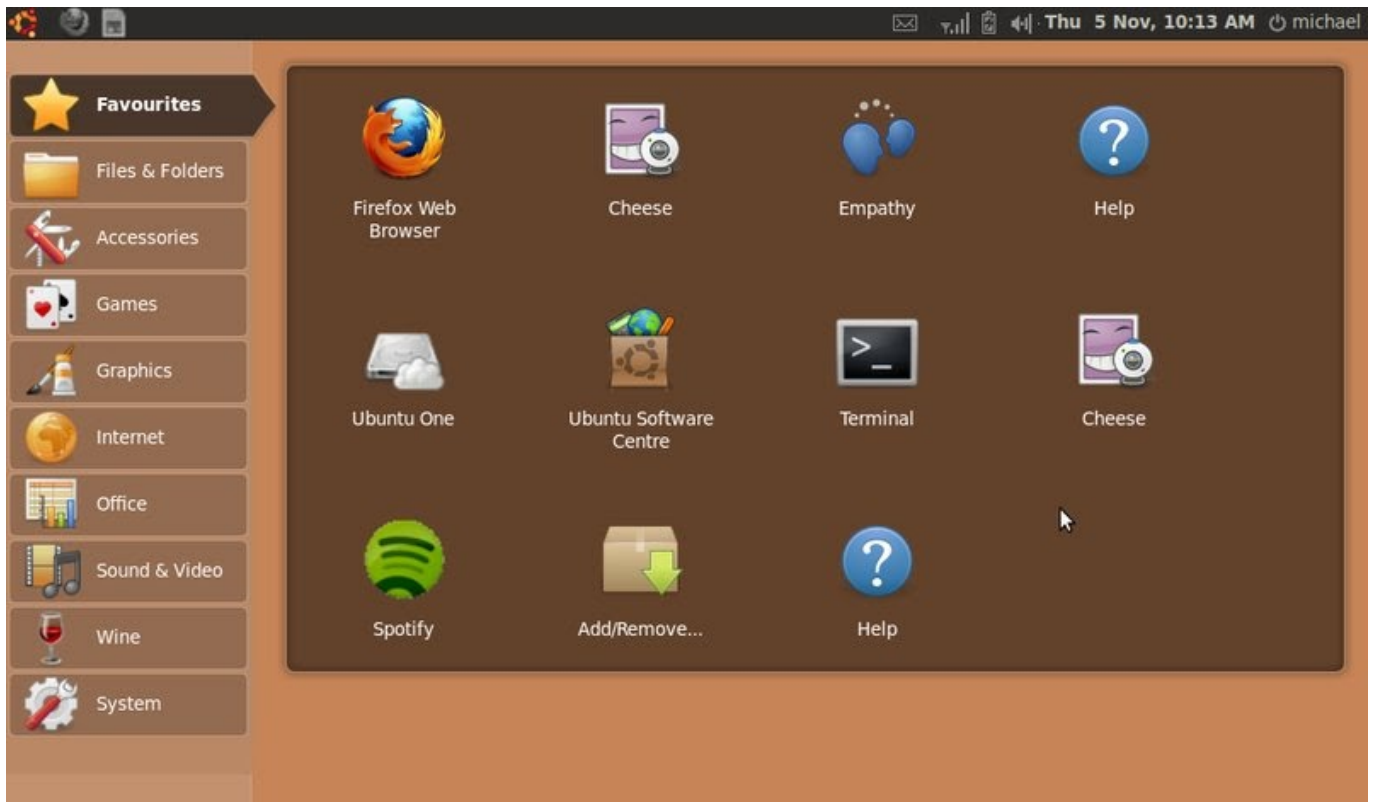 Thu 5 Nov, 10:13 AM michael
Favourites
Files & Folders
Accessories
Games
Graphics
Internet
Office
Sound & Video
Wine
System
Firefox Web
Browser
Cheese
Empathy
Help
Ubuntu One
Ubuntu Software
Centre
Terminal
Cheese
Spotify
Add/Remove...
Help